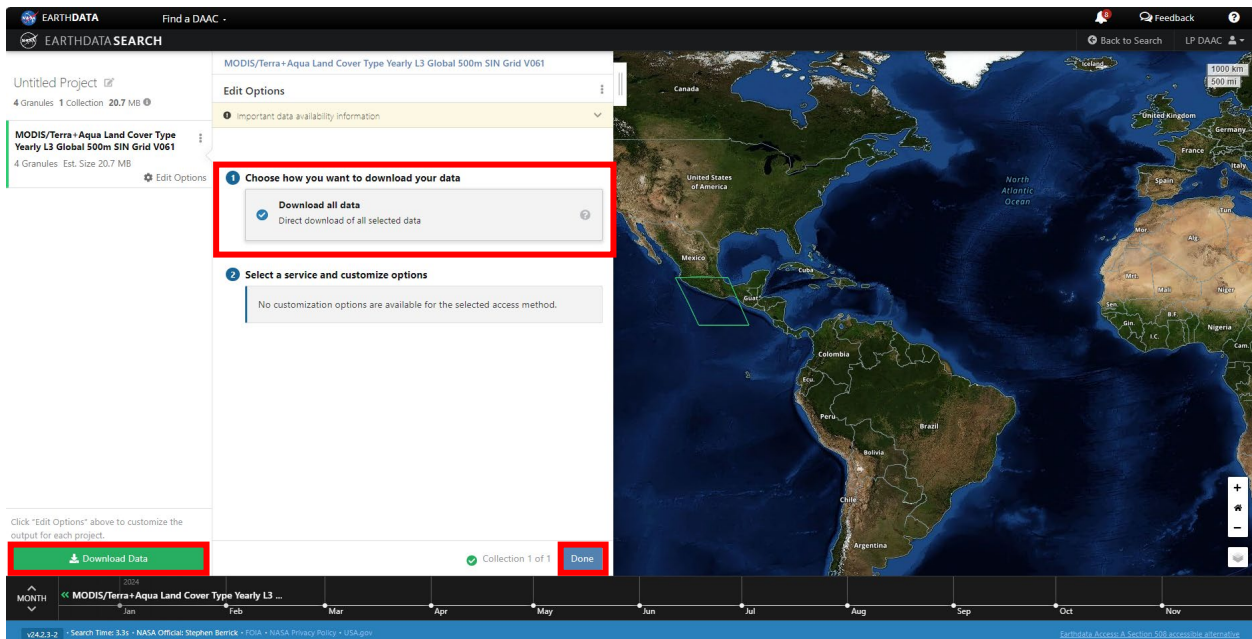 EARTHDATA Find a DAAC
8 Feedback ?
EARTHDATA SEARCH
Back to Search LP DAAC
Untitled Project
4 Granules 1 Collection 20.7 MB
MODIS/Terra+Aqua Land Cover Type
Yearly L3 Global 500m SIN Grid V061
4 Granules Est. Size 20.7 MB
Edit Options
Click "Edit Options" above to customize the
output for each project.
Download Data
MODIS/Terra+Aqua Land Cover Type Yearly L3 Global 500m SIN Grid V061
Edit Options
Important data availability information
1 Choose how you want to download your data
Download all data
Direct download of all selected data
?
2 Select a service and customize options
No customization options are available for the selected access method.
Collection 1 of 1 Done
1000 km
500 mi
Iceland
Canada
United Kingdom
Germany
France
Italy
Spain
United States
of America
North
Atlantic
Ocean
Tun.
Mor.
Alg.
Mexico
Cuba
Mrt.
Mali
Niger
Guat.
Sen.
B.F.
Gin.
I.C.
Nigeria
Cam.
Colombia
Ecu.
Peru
Brazil
Bolivia
Chile
Argentina
+
−
MONTH
2024
MODIS/Terra+Aqua Land Cover Type Yearly L3 ...
Jan Feb Mar Apr May Jun Jul Aug Sep Oct Nov
v24.2.3-2 • Search Time: 3.3s • NASA Official: Stephen Berrick • FOIA • NASA Privacy Policy • USA.gov
Earthdata Access: A Section 508 accessible alternative